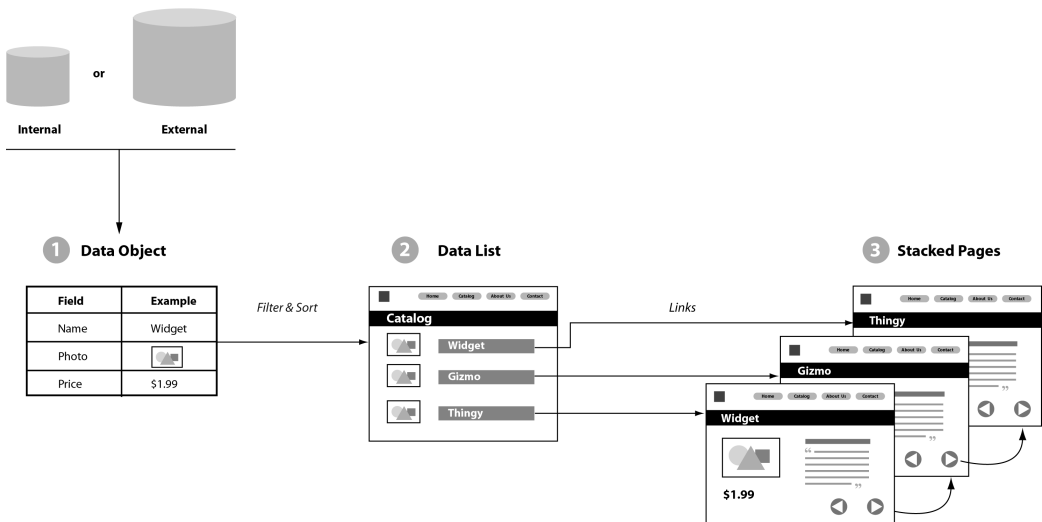 or
Internal
External
1 Data Object
2 Data List
3 Stacked Pages
Field Example
Name Widget
Photo
Price $1.99
Filter & Sort
Home Catalog About Us Contact
Catalog
Widget
Gizmo
Thingy
Links
Home Catalog About Us Contact
Thingy
”
Home Catalog About Us Contact
Gizmo
”
Home Catalog About Us Contact
Widget
“
”
$1.99